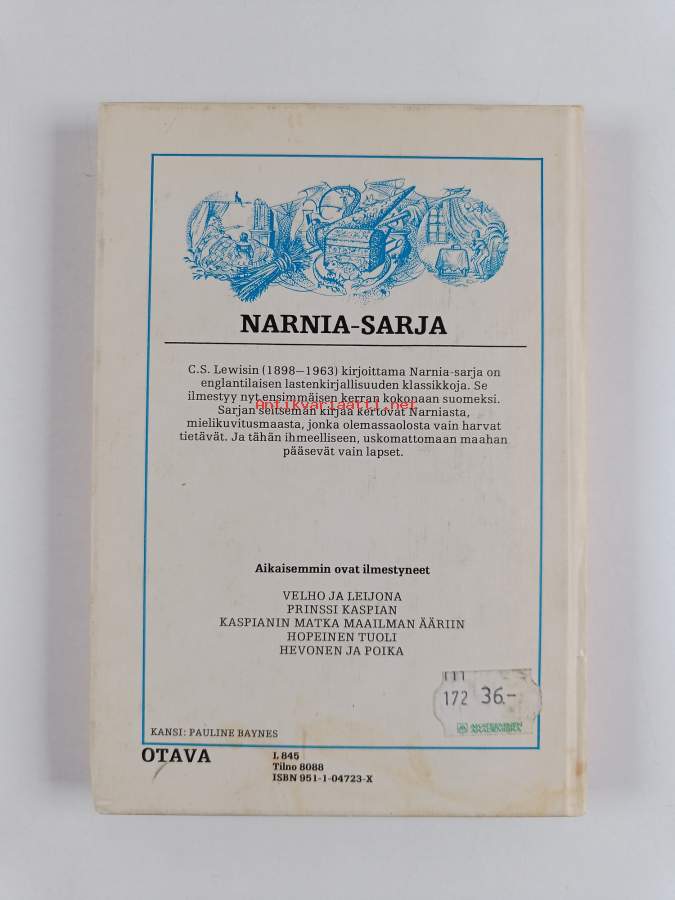 NARNIA-SARJA
C.S. Lewisin (1898—1963) kirjoittama Narnia-sarja on
englantilaisen lastenkirjallisuuden klassikkoja. Se
ilmestyy nyt ensimmäisen kerran kokonaan suomeksi.
antikvariaatti.net
Sarjan seitsemän kirjaa kertovat Narniasta,
mielikuvitusmaasta, jonka olemassaolosta vain harvat
tietävät. Ja tähän ihmeelliseen, uskomattomaan maahan
pääsevät vain lapset.
Aikaisemmin ovat ilmestyneet
VELHO JA LEIJONA
PRINSSI KASPIAN
KASPIANIN MATKA MAAILMAN ÄÄRIIN
HOPEINEN TUOLI
HEVONEN JA POIKA
172 36.-
AKATEEMINEN
KANSI: PAULINE BAYNES
OTAVA
L 845
Tilno 8088
ISBN 951-1-04723-X